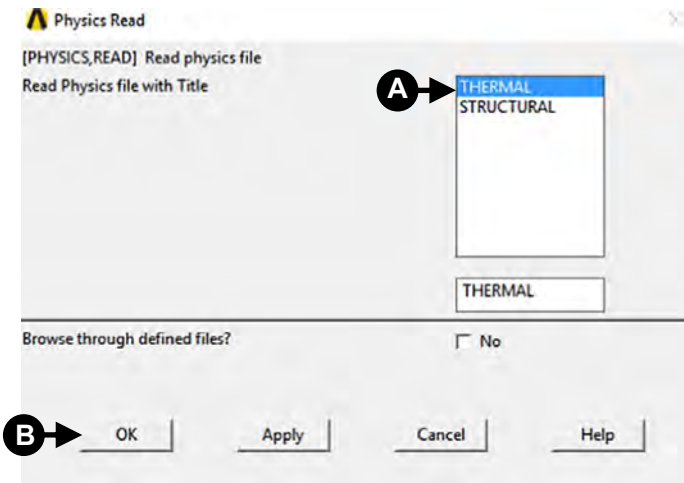 Physics Read
[PHYSICS,READ] Read physics file
Read Physics file with Title
A
THERMAL
STRUCTURAL
THERMAL
Browse through defined files?
No
B
OK
Apply
Cancel
Help